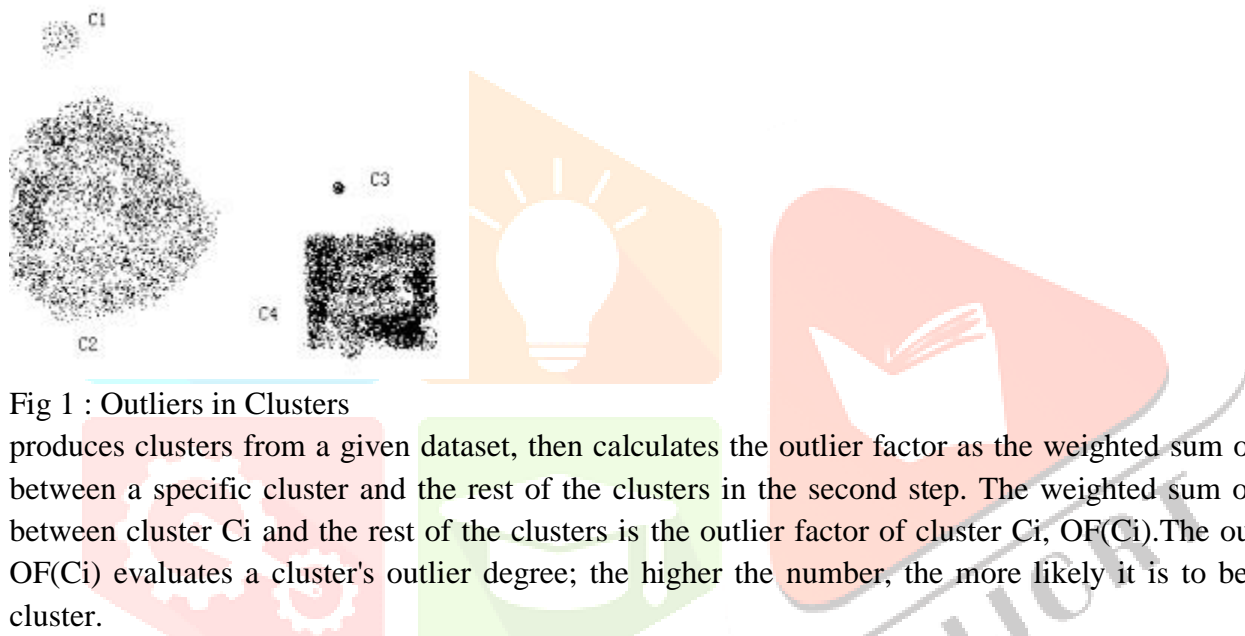 C1
C3
C4
C2
Fig 1 : Outliers in Clusters
produces clusters from a given dataset, then calculates the outlier factor as the weighted sum
between a specific cluster and the rest of the clusters in the second step. The weighted sum
between cluster Ci and the rest of the clusters is the outlier factor of cluster Ci, OF(Ci).The
OF(Ci) evaluates a cluster's outlier degree; the higher the number, the more likely it is to be
cluster.
IJCRT